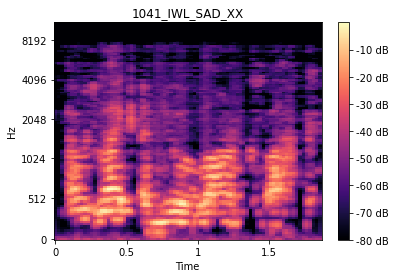 1041_IWL_SAD_XX
8192
4096
2048
1024
512
0
Hz
0
0.5
1
1.5
Time
-10 dB
-20 dB
-30 dB
-40 dB
-50 dB
-60 dB
-70 dB
-80 dB